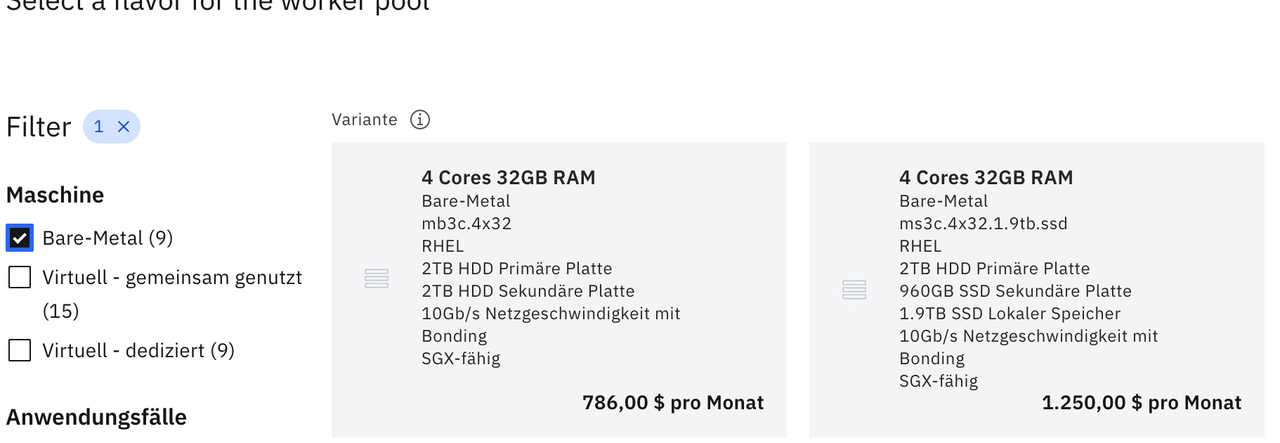 Select a flavor for the worker pool
Filter 1 ×
Maschine
Bare-Metal (9)
Virtuell - gemeinsam genutzt
(15)
Virtuell - dediziert (9)
Anwendungsfälle
Variante
4 Cores 32GB RAM
Bare-Metal
mb3c.4x32
RHEL
2TB HDD Primäre Platte
2TB HDD Sekundäre Platte
10Gb/s Netzgeschwindigkeit mit
Bonding
SGX-fähig
786,00 $ pro Monat
4 Cores 32GB RAM
Bare-Metal
ms3c.4x32.1.9tb.ssd
RHEL
2TB HDD Primäre Platte
960GB SSD Sekundäre Platte
1.9TB SSD Lokaler Speicher
10Gb/s Netzgeschwindigkeit mit
Bonding
SGX-fähig
1.250,00 $ pro Monat